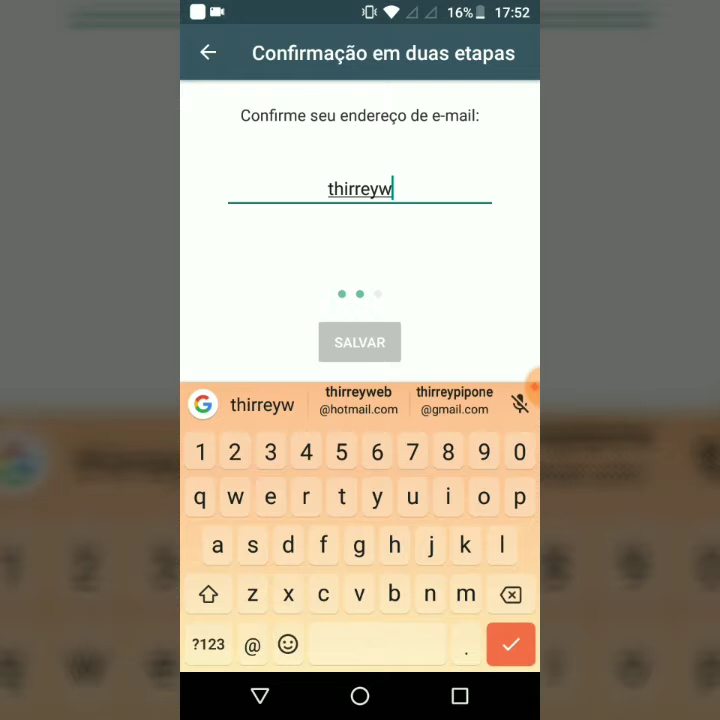 16% 17:52
Confirmação em duas etapas
Confirme seu endereço de e-mail:
thirreyw
SALVAR
G thirreyw thirreyweb @hotmail.com thirreypipone @gmail.com
1 2 3 4 5 6 7 8 9 0
q w e r t y u i o p
a s d f g h j k l
z x c v b n m
?123 @ .